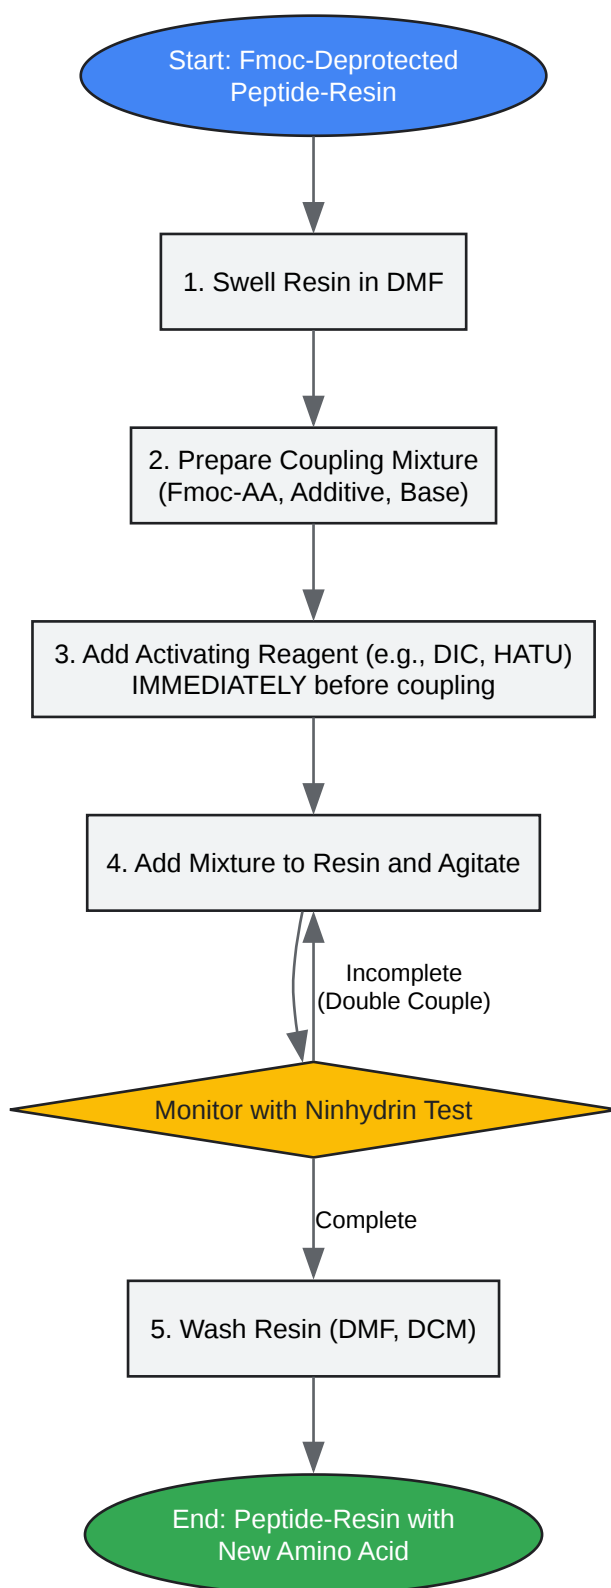 Start: Fmoc-Deprotected
Peptide-Resin
1. Swell Resin in DMF
2. Prepare Coupling Mixture
(Fmoc-AA, Additive, Base)
3. Add Activating Reagent (e.g., DIC, HATU)
IMMEDIATELY before coupling
4. Add Mixture to Resin and Agitate
Incomplete
(Double Couple)
Monitor with Ninhydrin Test
Complete
5. Wash Resin (DMF, DCM)
End: Peptide-Resin with
New Amino Acid